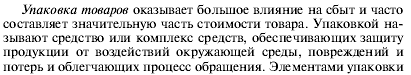 Упаковка товаров оказывает большое влияние на сбыт и часто
составляет значительную часть стоимости товара. Упаковкой на-
зывают средство или комплекс средств, обеспечивающих защиту
продукции от воздействий окружающей среды, повреждений и
потерь и облегчающих процесс обращения. Элементами упаковки